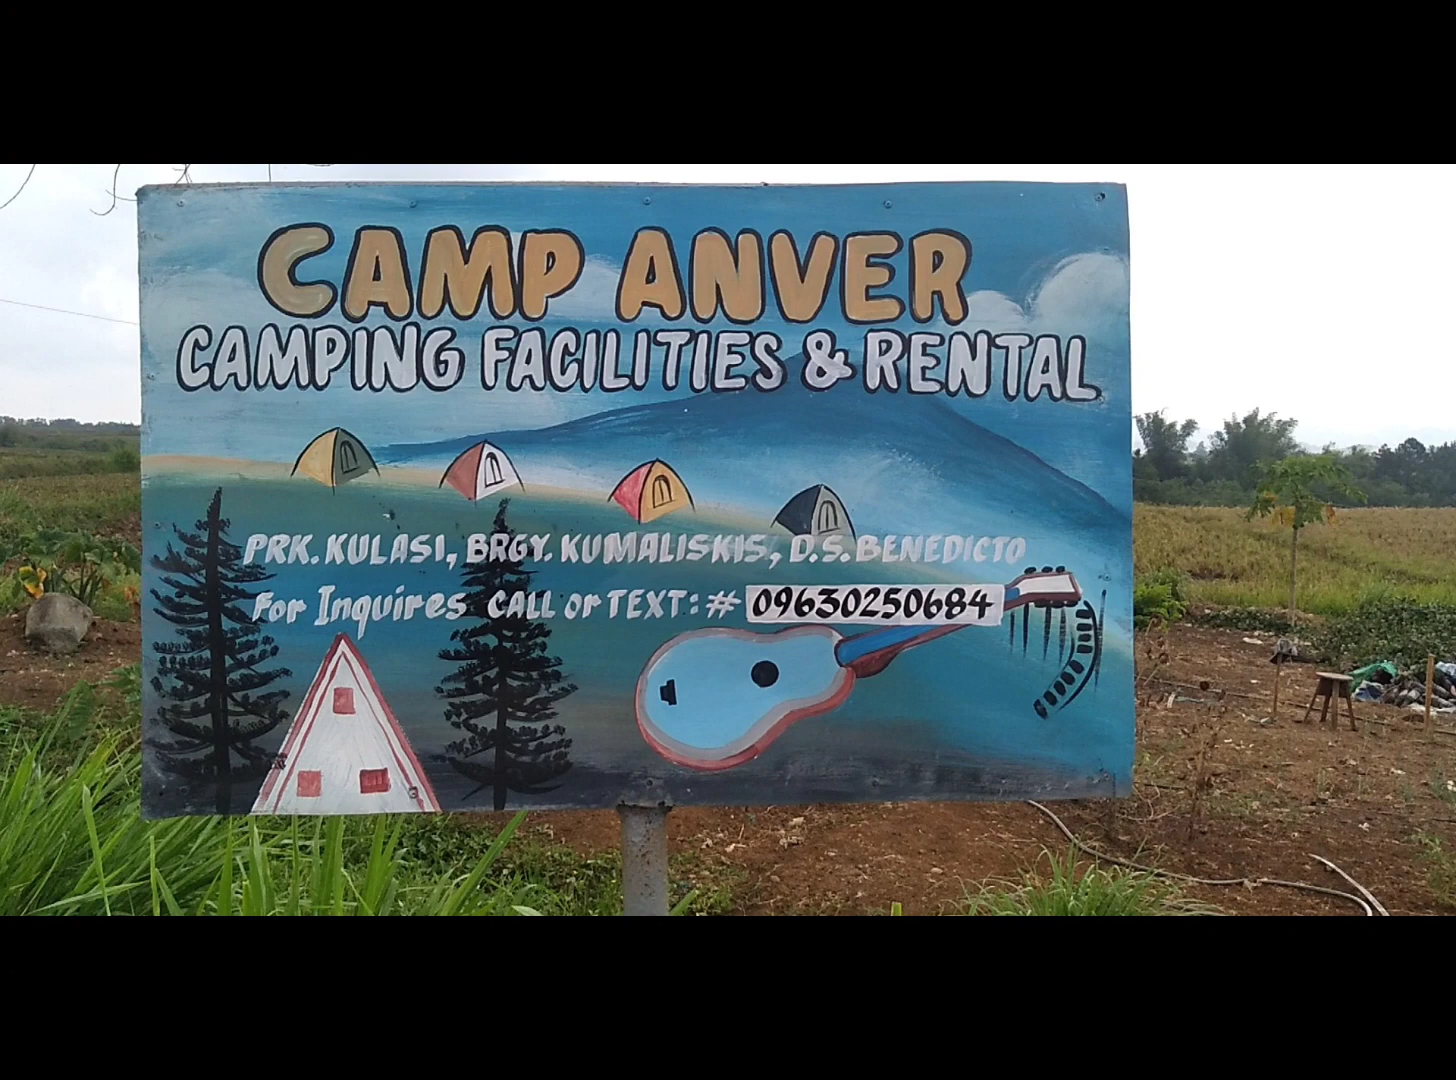 CAMP ANVER
CAMPING FACILITIES & RENTAL
PRK. KULASI, BRGY. KUMALISKIS, D.S. BENEDICTO
For Inquires CALL or TEXT: # 09630250684